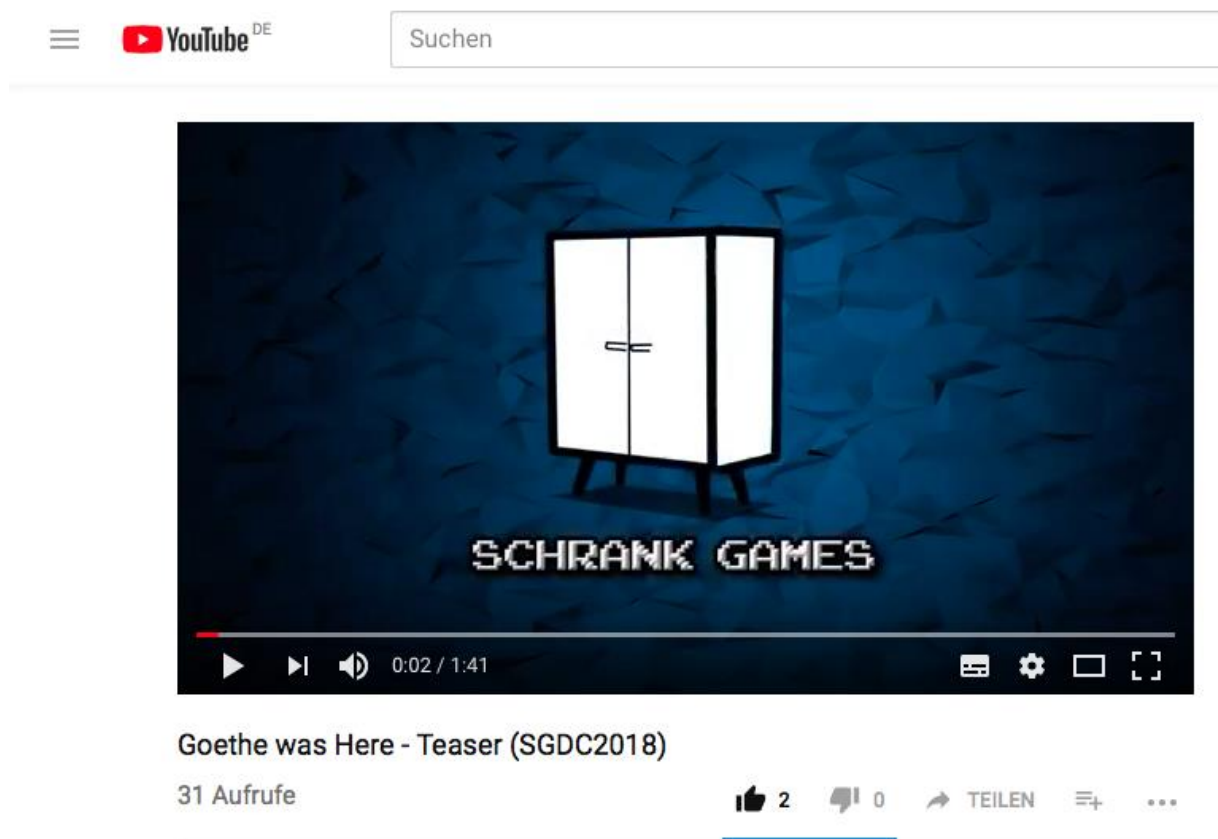 YouTube DE
Suchen
SCHRANK GAMES
0:02 / 1:41
Goethe was Here - Teaser (SGDC2018)
31 Aufrufe
2
0
TEILEN